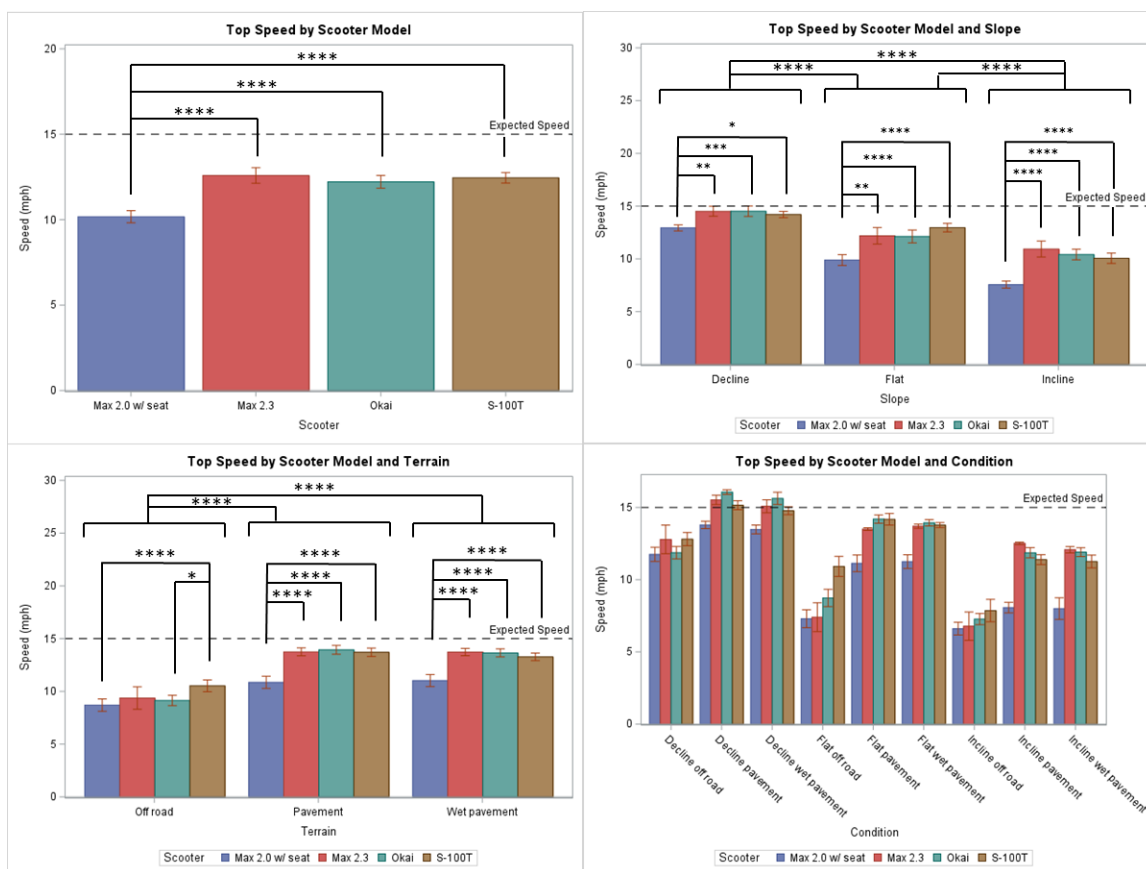 Top Speed by Scooter Model
20
****
****
****
15
Expected Speed
10
5
0
Speed (mph)
Max 2.0 w/ seat Max 2.3 Okai S-100T
Scooter
Top Speed by Scooter Model and Slope
30
****
**** ****
25
20
* **** ****
*** **** ****
** ** ****
Expected Speed
15
10
5
0
Speed (mph)
Decline Flat Incline
Slope
Scooter Max 2.0 w/ seat Max 2.3 Okai S-100T
Top Speed by Scooter Model and Terrain
30
****
****
25
**** **** ****
* **** ****
**** ****
20
15
Expected Speed
10
5
0
Speed (mph)
Off road Pavement Wet pavement
Terrain
Scooter Max 2.0 w/ seat Max 2.3 Okai S-100T
Top Speed by Scooter Model and Condition
15
Expected Speed
10
5
0
Speed (mph)
Decline off road
Decline pavement
Decline wet pavement
Flat off road
Flat pavement
Flat wet pavement
Incline off road
Incline pavement
Incline wet pavement
Condition
Scooter Max 2.0 w/ seat Max 2.3 Okai S-100T